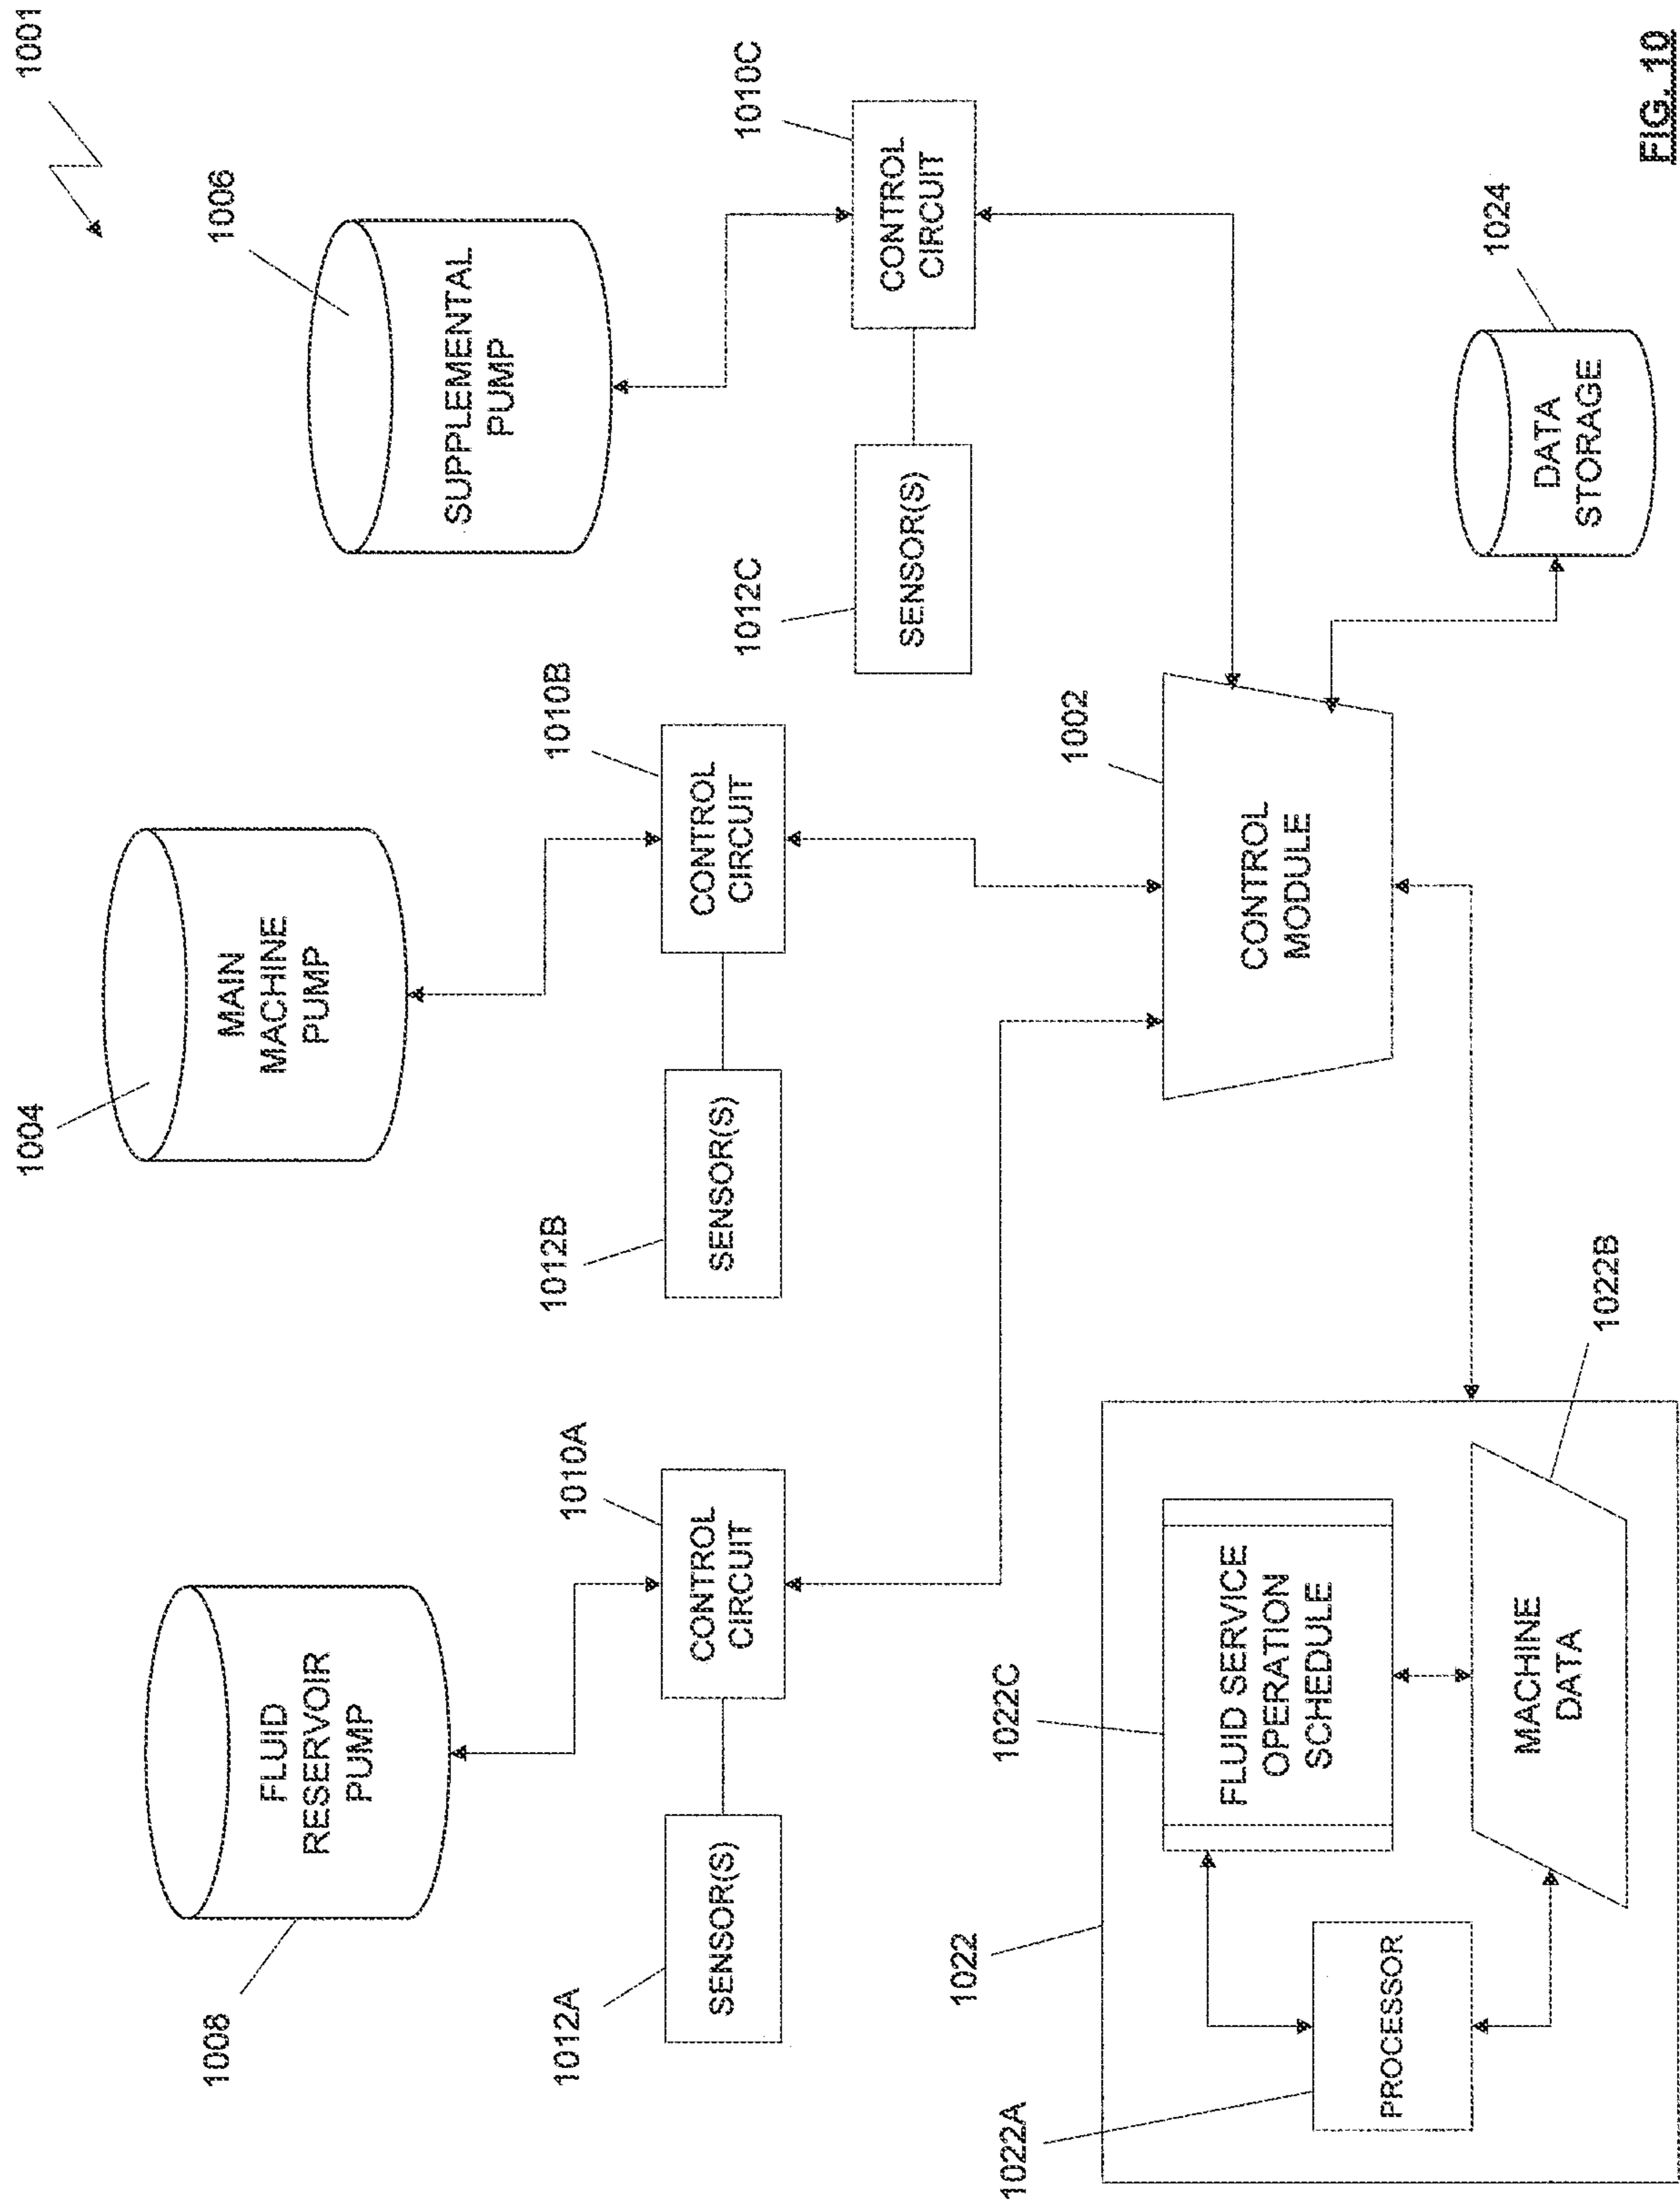 1001
1008
FLUID
RESERVOIR
PUMP
1004
MAIN
MACHINE
PUMP
1006
SUPPLEMENTAL
PUMP
1012A
SENSOR(S)
1010A
CONTROL
CIRCUIT
1012B
SENSOR(S)
1010B
CONTROL
CIRCUIT
1012C
SENSOR(S)
1010C
CONTROL
CIRCUIT
1022
1022A
PROCESSOR
1022C
FLUID SERVICE
OPERATION
SCHEDULE
MACHINE
DATA
1022B
1002
CONTROL
MODULE
1024
DATA
STORAGE
FIG. 10